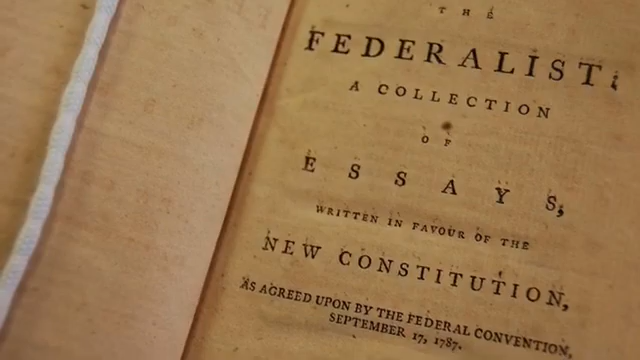 THE
FEDERALIST:
A COLLECTION
OF
ESSAYS,
WRITTEN IN FAVOUR OF THE
NEW CONSTITUTION,
AS AGREED UPON BY THE FEDERAL CONVENTION,
SEPTEMBER 17, 1787.